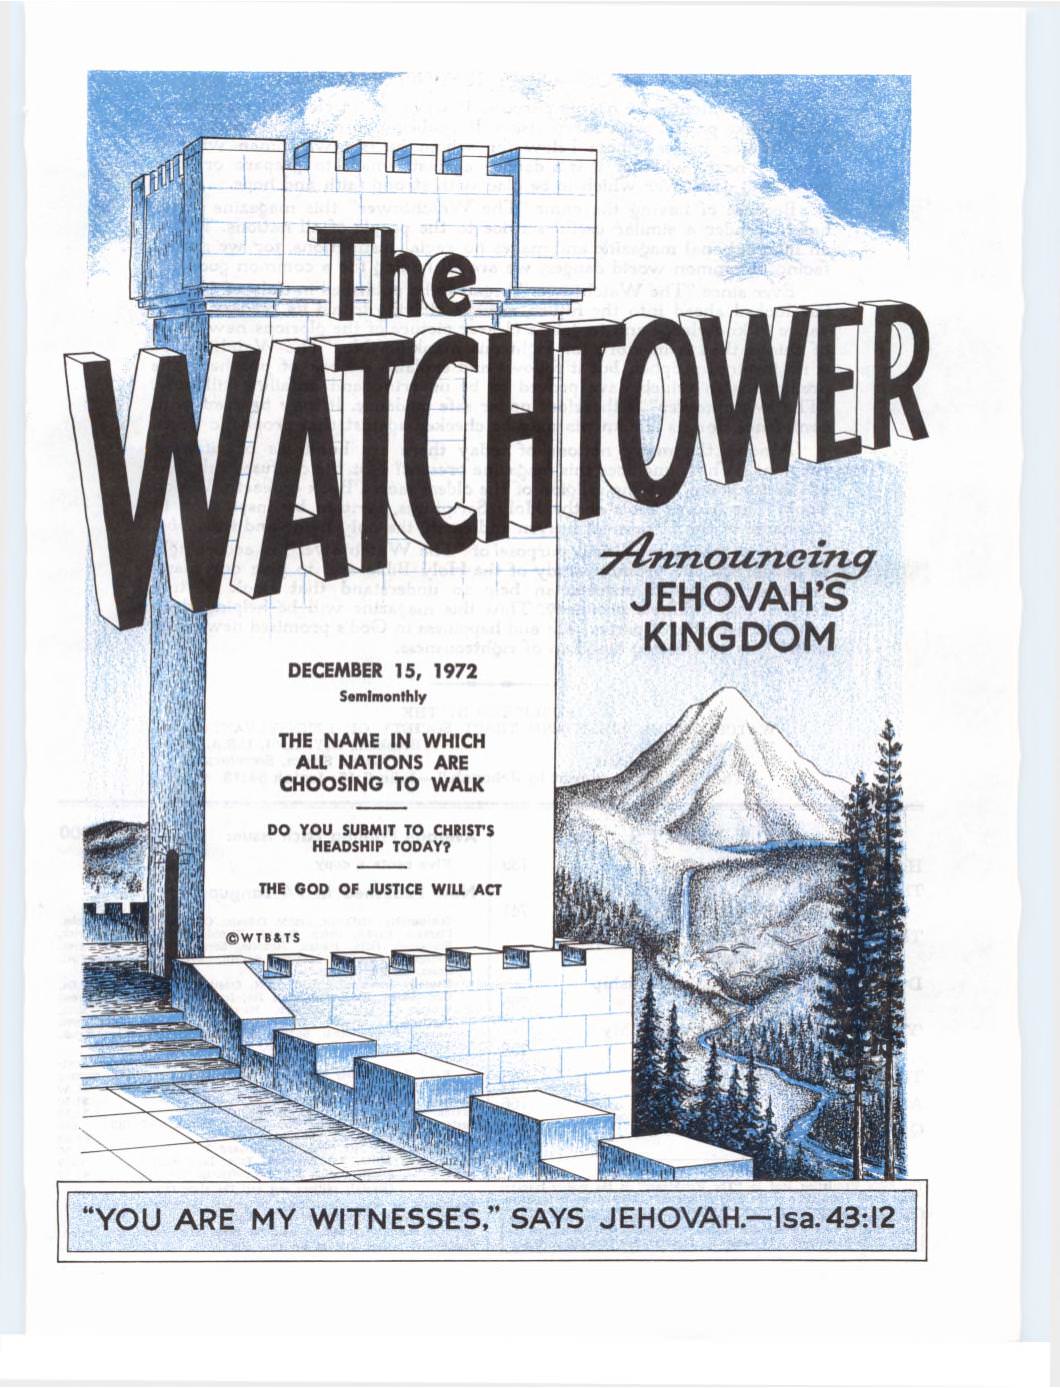 The
WATCHTOWER
Announcing
JEHOVAH'S
KINGDOM
DECEMBER 15, 1972
Semimonthly
THE NAME IN WHICH
ALL NATIONS ARE
CHOOSING TO WALK
DO YOU SUBMIT TO CHRIST'S
HEADSHIP TODAY?
THE GOD OF JUSTICE WILL ACT
©WTB&TS
"YOU ARE MY WITNESSES," SAYS JEHOVAH.—Isa. 43:12